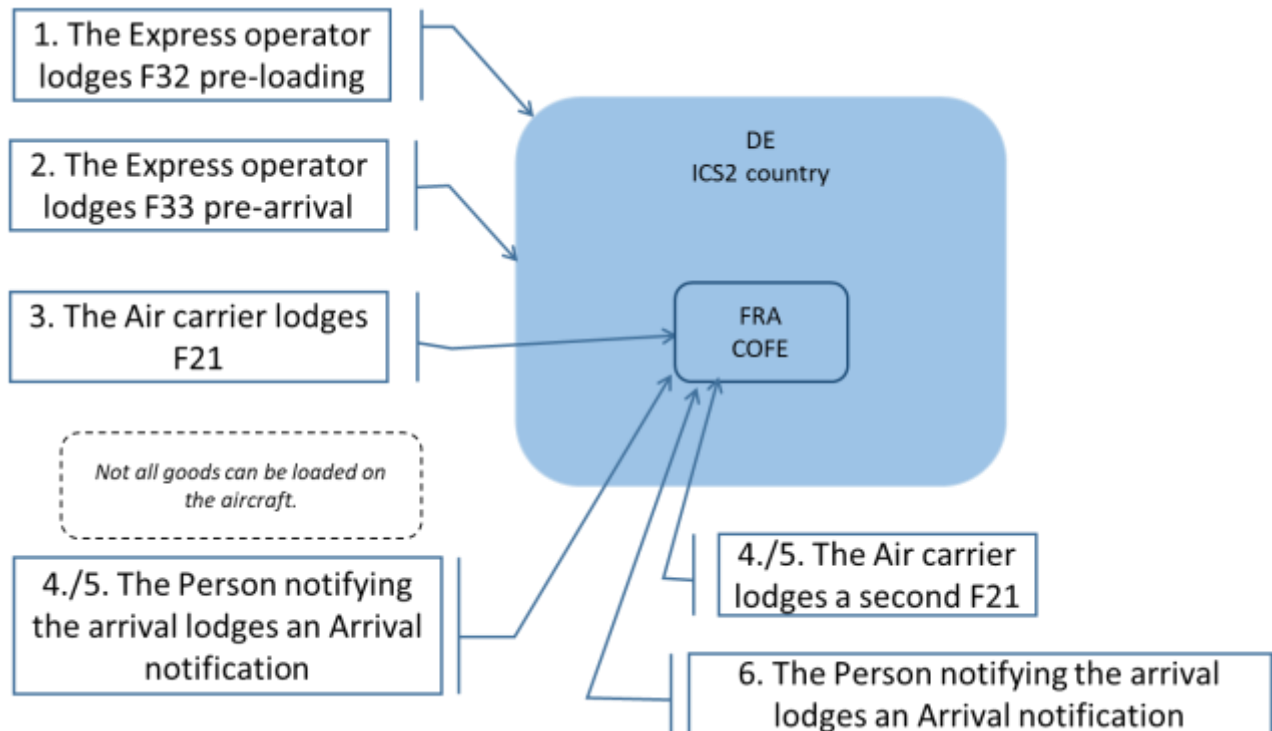 1. The Express operator
lodges F32 pre-loading
2. The Express operator
lodges F33 pre-arrival
3. The Air carrier lodges
F21
DE
ICS2 country
FRA
COFE
Not all goods can be loaded on
the aircraft.
4./5. The Person notifying
the arrival lodges an Arrival
notification
4./5. The Air carrier
lodges a second F21
6. The Person notifying the arrival
lodges an Arrival notification